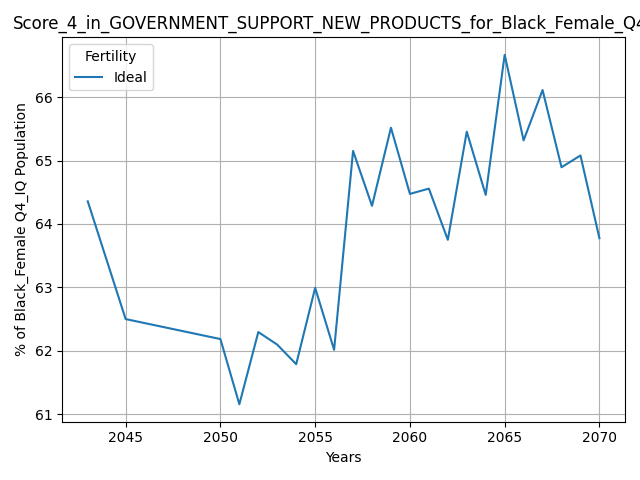 Score_4_in_GOVERNMENT_SUPPORT_NEW_PRODUCTS_for_Black_Female_Q4
Fertility
Ideal
% of Black_Female Q4_IQ Population
66
65
64
63
62
61
2045 2050 2055 2060 2065 2070
Years